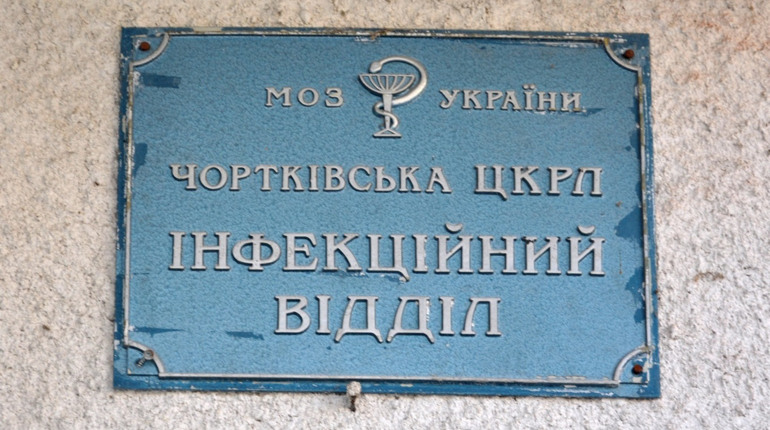 МОЗ УКРАЇНИ
ЧОРТКІВСЬКА ЦКРЛ
ІНФЕКЦІЙНИЙ
ВІДДІЛ